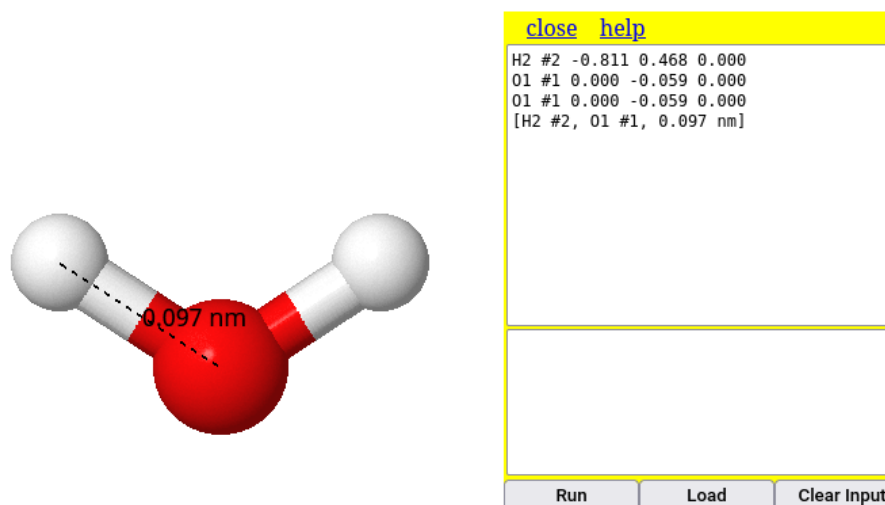 close help
H2 #2 -0.811 0.468 0.000
O1 #1 0.000 -0.059 0.000
O1 #1 0.000 -0.059 0.000
[H2 #2, O1 #1, 0.097 nm]
0.097 nm
Run Load Clear Input